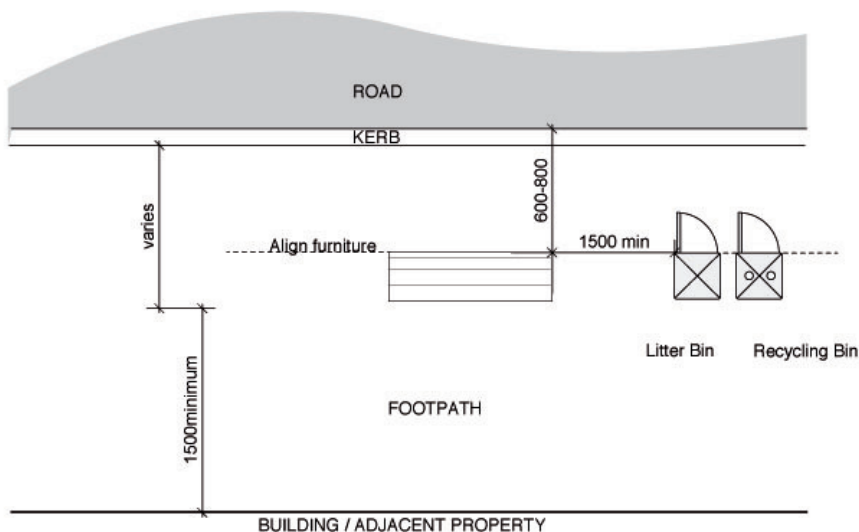 ROAD
KERB
varies
600-800
Align furniture
1500 min
Litter Bin
Recycling Bin
1500minimum
FOOTPATH
BUILDING / ADJACENT PROPERTY